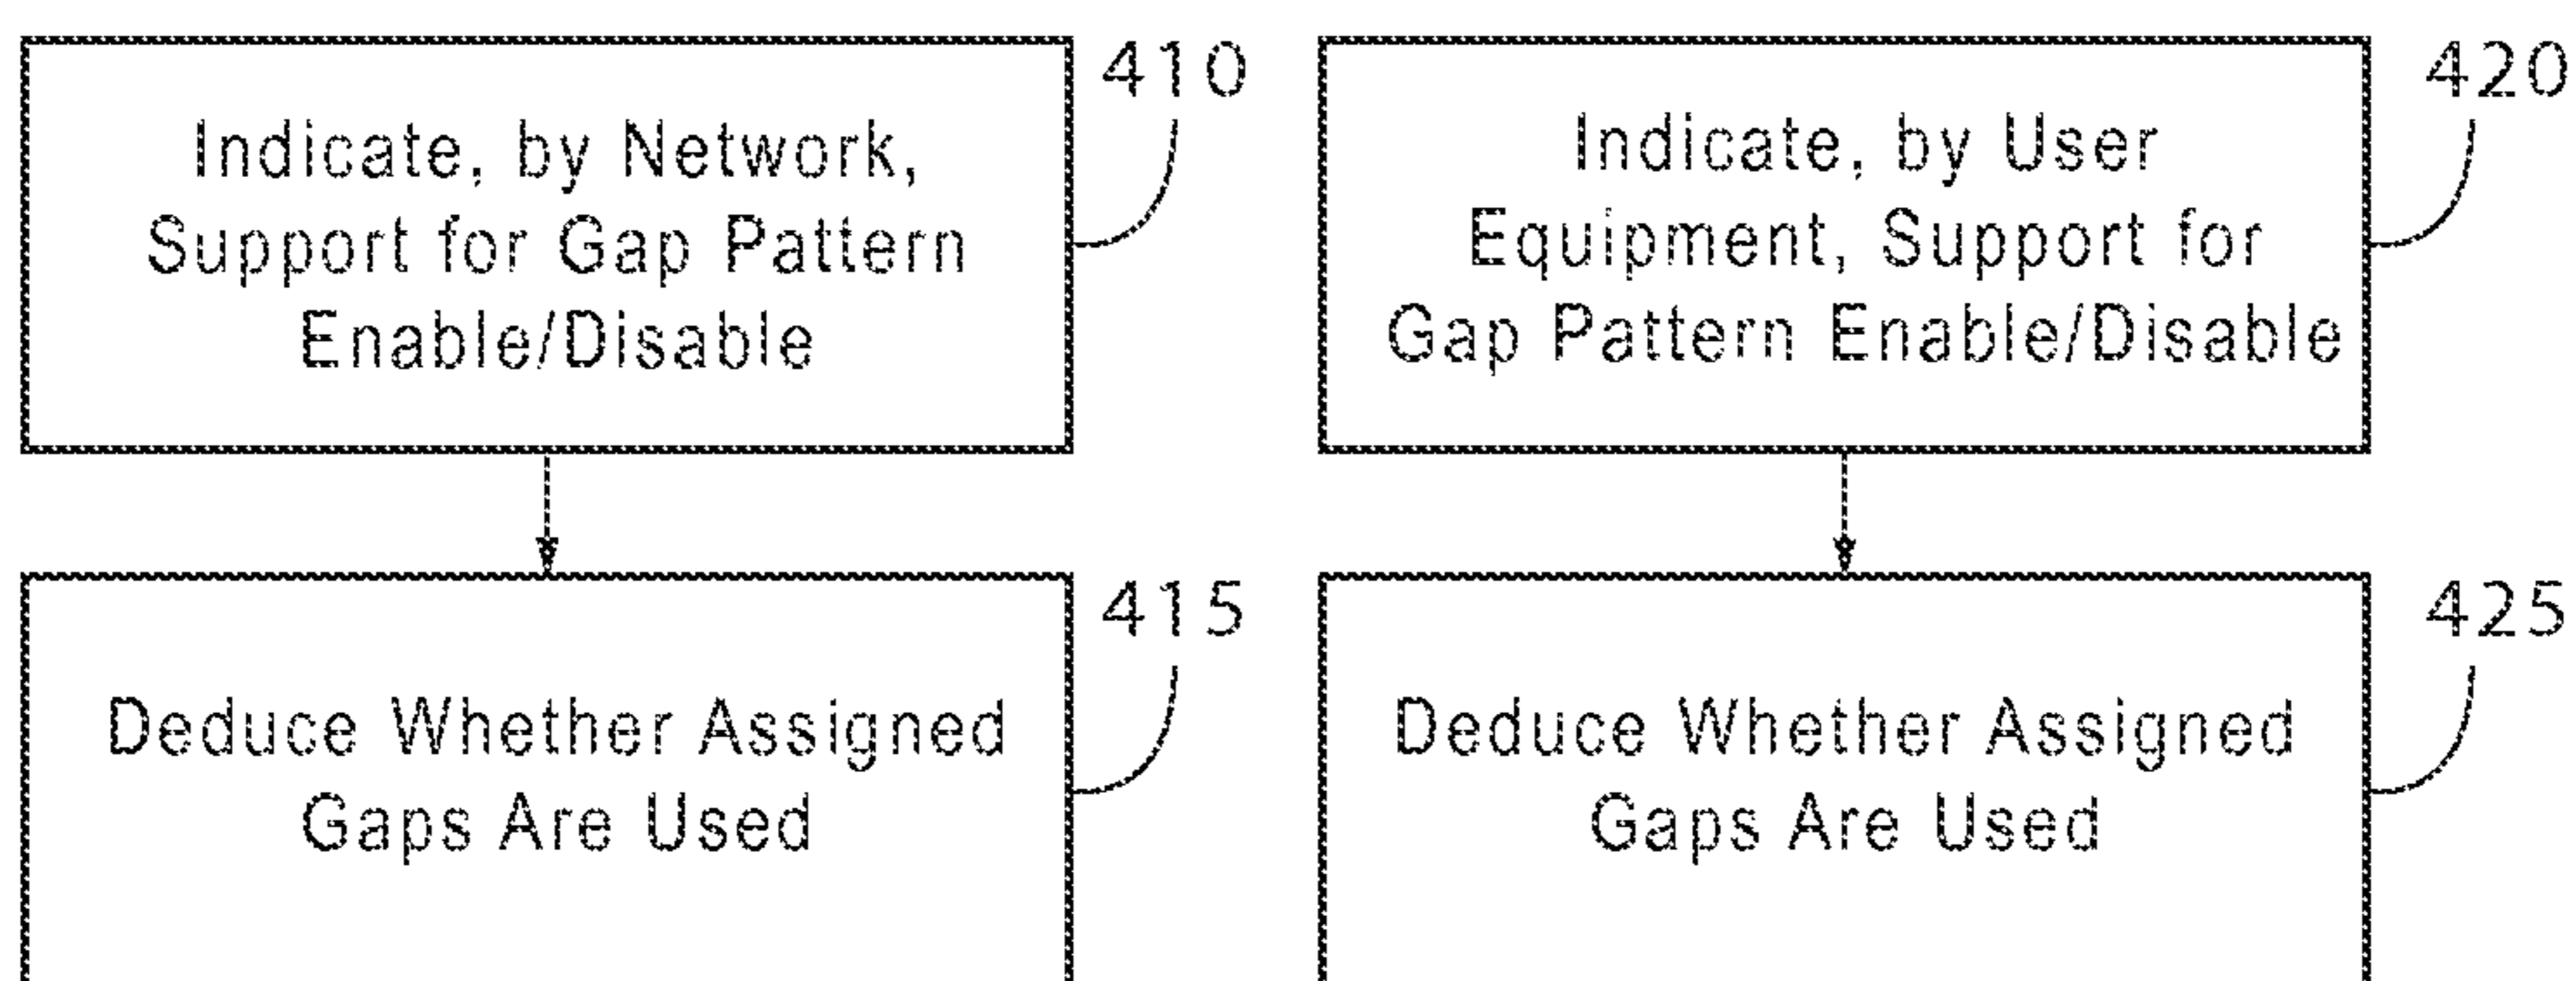 410
Indicate, by Network,
Support for Gap Pattern
Enable/Disable
420
Indicate, by User
Equipment, Support for
Gap Pattern Enable/Disable
415
Deduce Whether Assigned
Gaps Are Used
425
Deduce Whether Assigned
Gaps Are Used